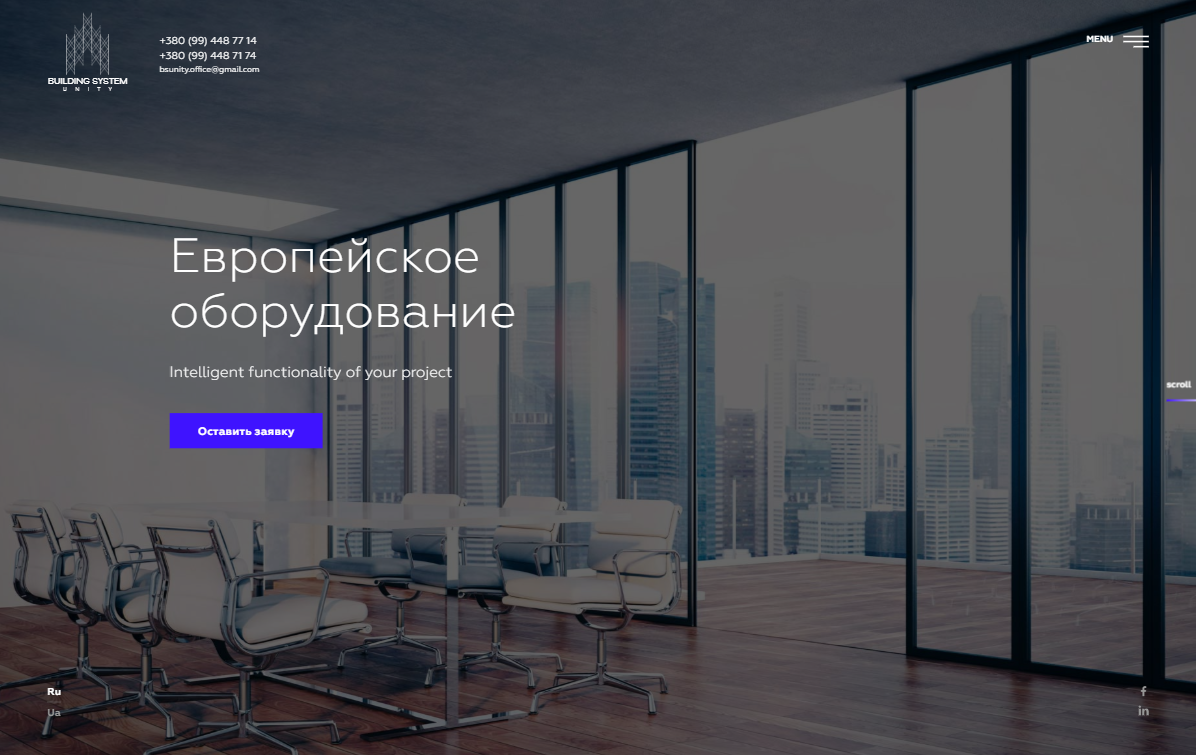 BUILDING SYSTEM
UNITY
+380 (99) 448 77 14
+380 (99) 448 71 74
bsunity.office@gmail.com
MENU
Европейское
оборудование
Intelligent functionality of your project
Оставить заявку
scroll
Ru
Ua
f
in